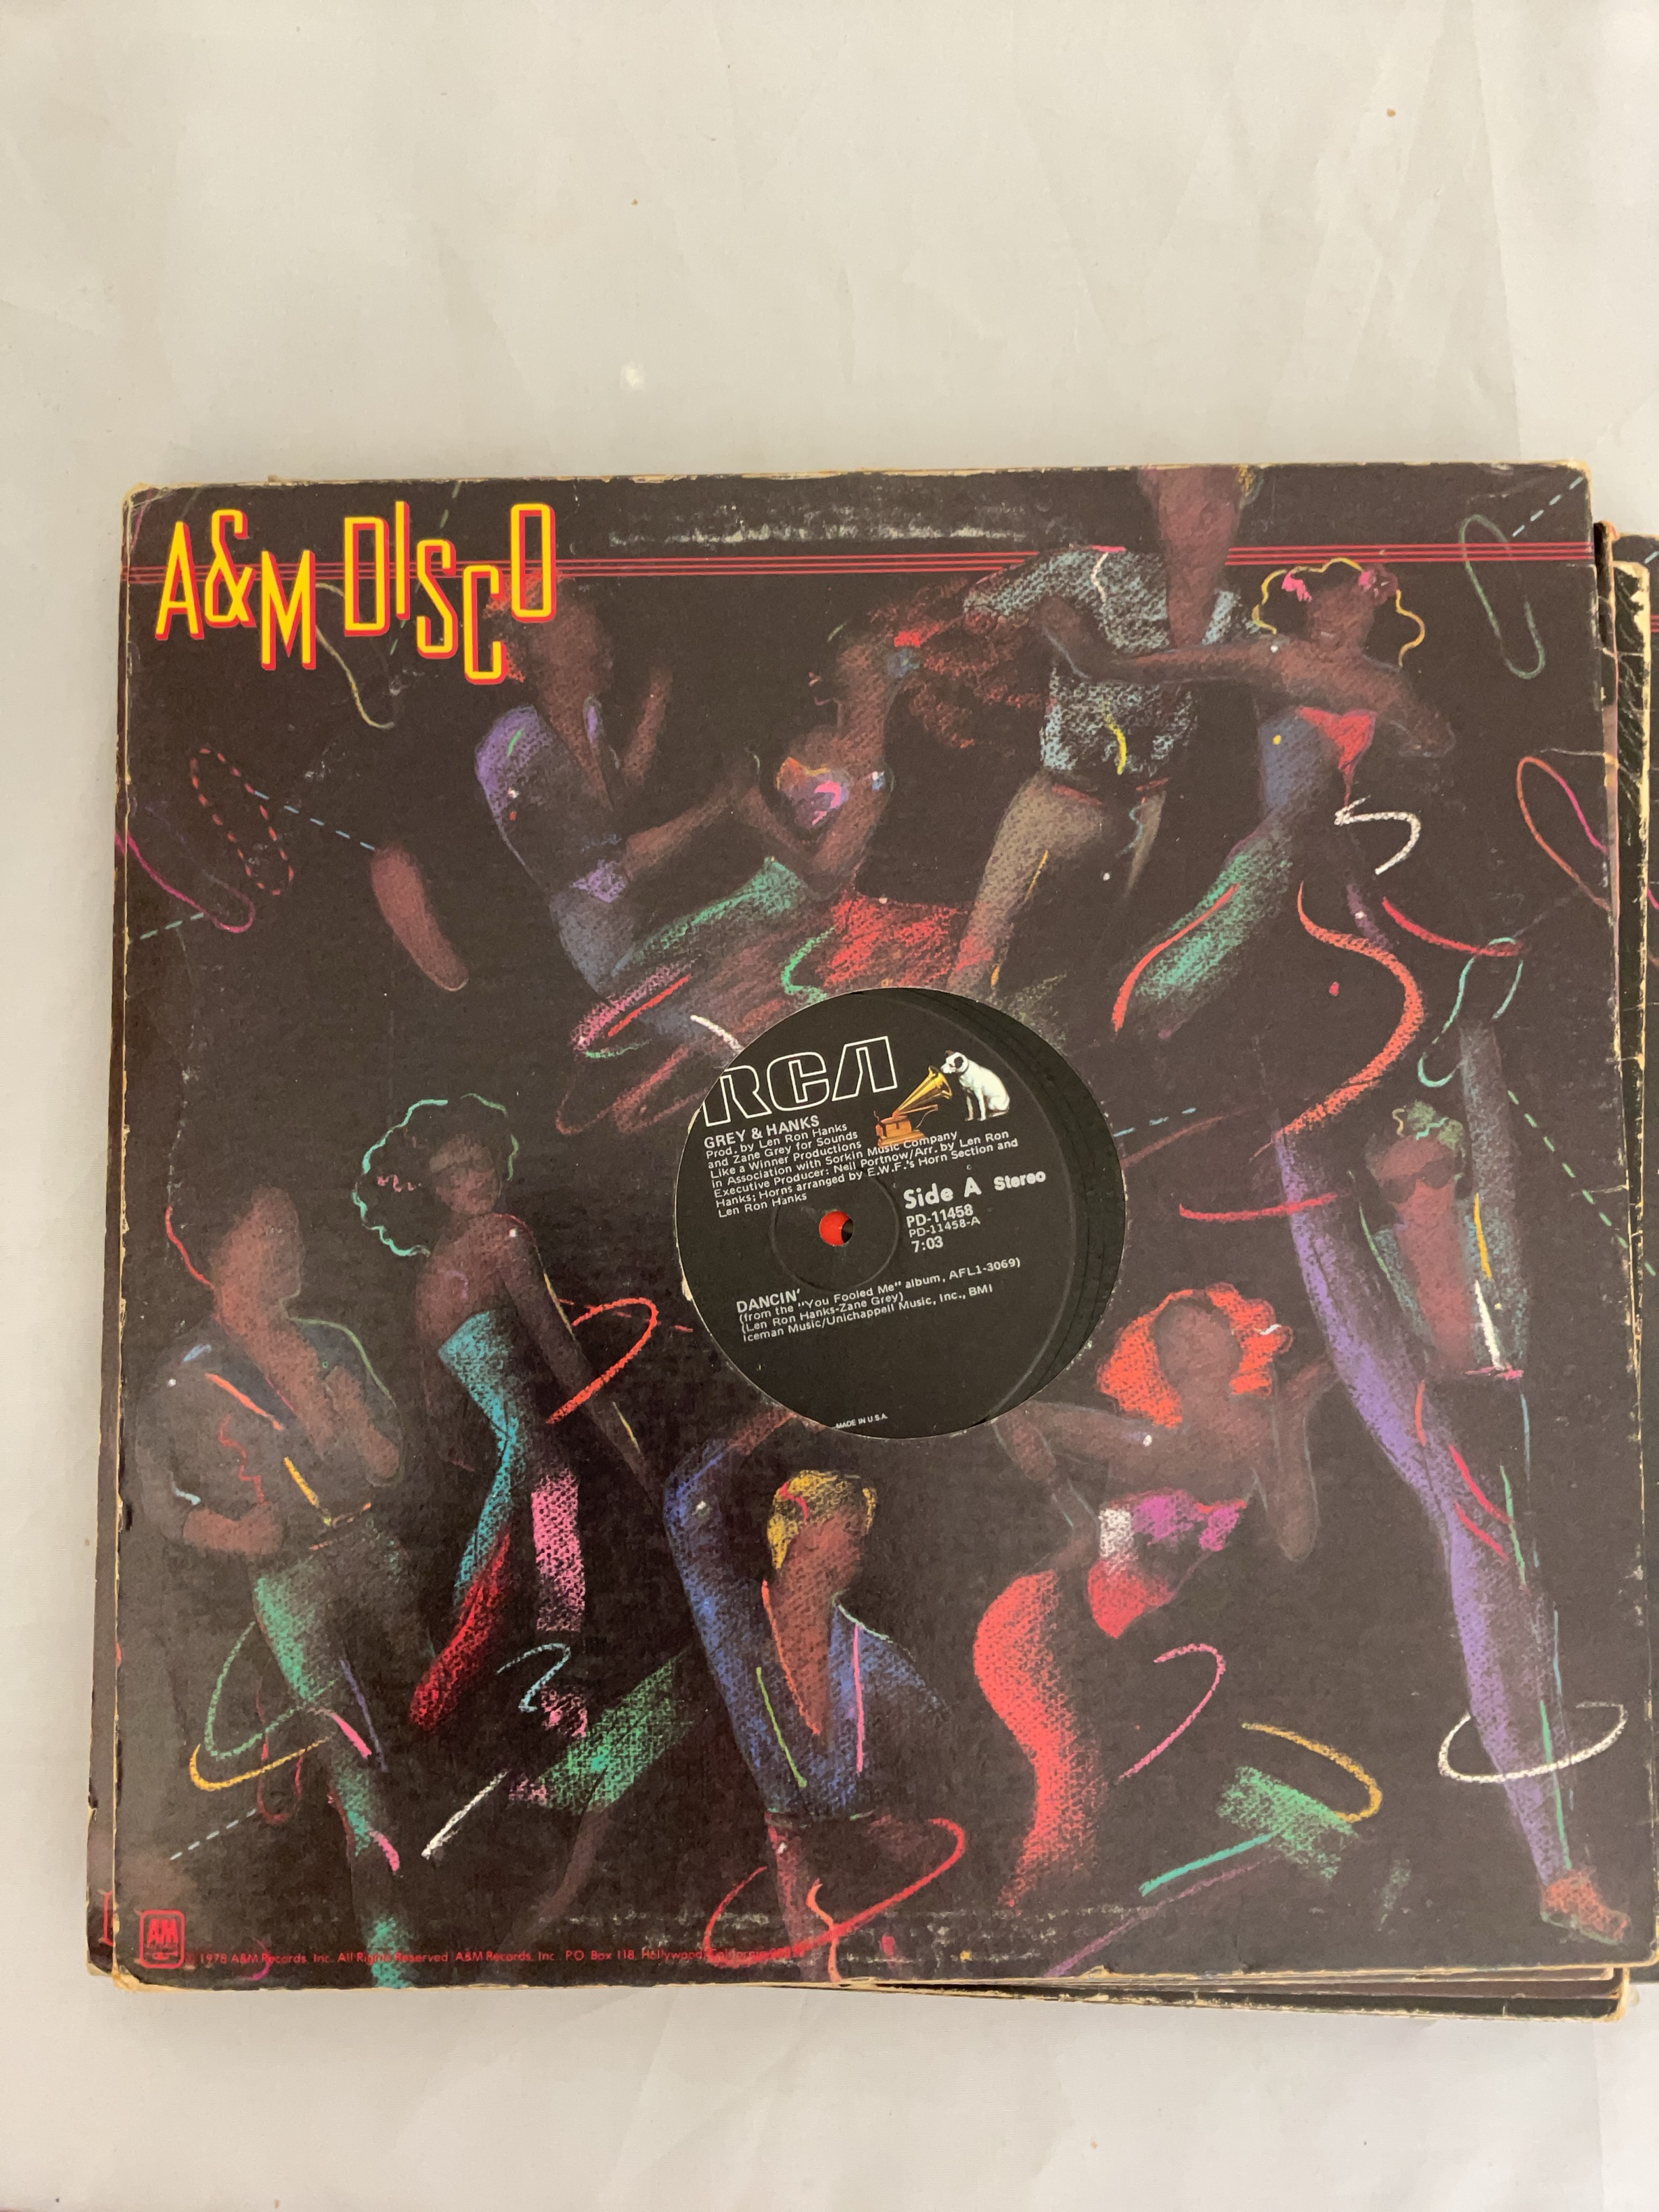 A&M DISCO
RCA
GREY & HANKS
Prod. by Len Ron Hanks
and Zane Grey for Sounds
Like a Winner Productions
In Association with Sorkin Music Company
Executive Producer: Neil Portnow/Arr. by Len Ron
Hanks; Horns arranged by E.W.F.'s Horn Section and
Len Ron Hanks
Side A Stereo
PD-11458
PD-11458-A
7:03
DANCIN'
(from the "You Fooled Me" album, AFL1-3069)
(Len Ron Hanks-Zane Grey)
Iceman Music/Unichappell Music, Inc., BMI
MADE IN U.S.A.
A&M
© 1978 A&M Records, Inc. All Rights Reserved A&M Records, Inc. P.O. Box 118, Hollywood, California